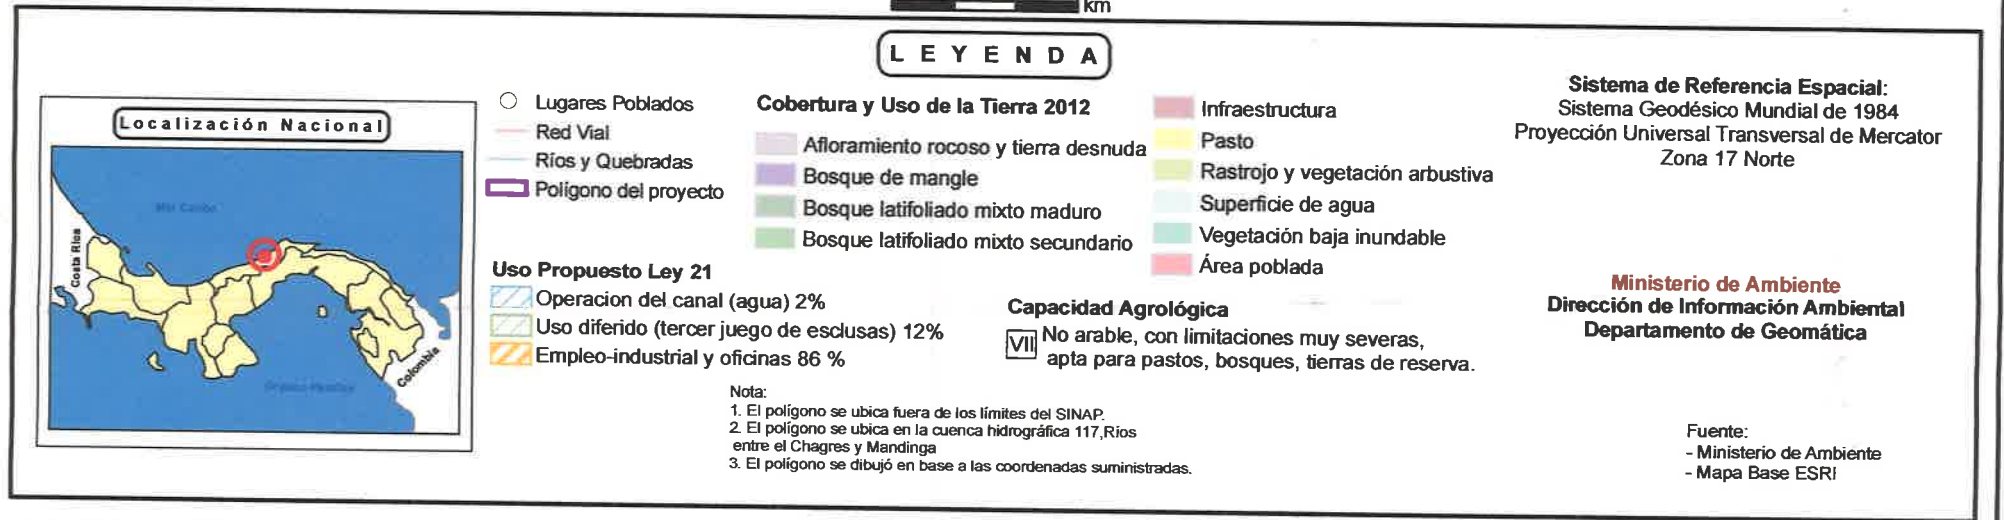 km
LEYENDA
Localización Nacional
Mar Caribe
Costa Rica
Colombia
Océano Pacífico
Lugares Poblados
Red Vial
Ríos y Quebradas
Polígono del proyecto
Uso Propuesto Ley 21
Operacion del canal (agua) 2%
Uso diferido (tercer juego de esclusas) 12%
Empleo-industrial y oficinas 86 %
Cobertura y Uso de la Tierra 2012
Afloramiento rocoso y tierra desnuda
Bosque de mangle
Bosque latifoliado mixto maduro
Bosque latifoliado mixto secundario
Infraestructura
Pasto
Rastrojo y vegetación arbustiva
Superficie de agua
Vegetación baja inundable
Área poblada
Capacidad Agrológica
VII No arable, con limitaciones muy severas,
apta para pastos, bosques, tierras de reserva.
Nota:
1. El polígono se ubica fuera de los límites del SINAP.
2. El polígono se ubica en la cuenca hidrográfica 117,Ríos
entre el Chagres y Mandinga
3. El polígono se dibujó en base a las coordenadas suministradas.
Sistema de Referencia Espacial:
Sistema Geodésico Mundial de 1984
Proyección Universal Transversal de Mercator
Zona 17 Norte
Ministerio de Ambiente
Dirección de Información Ambiental
Departamento de Geomática
Fuente:
- Ministerio de Ambiente
- Mapa Base ESRI